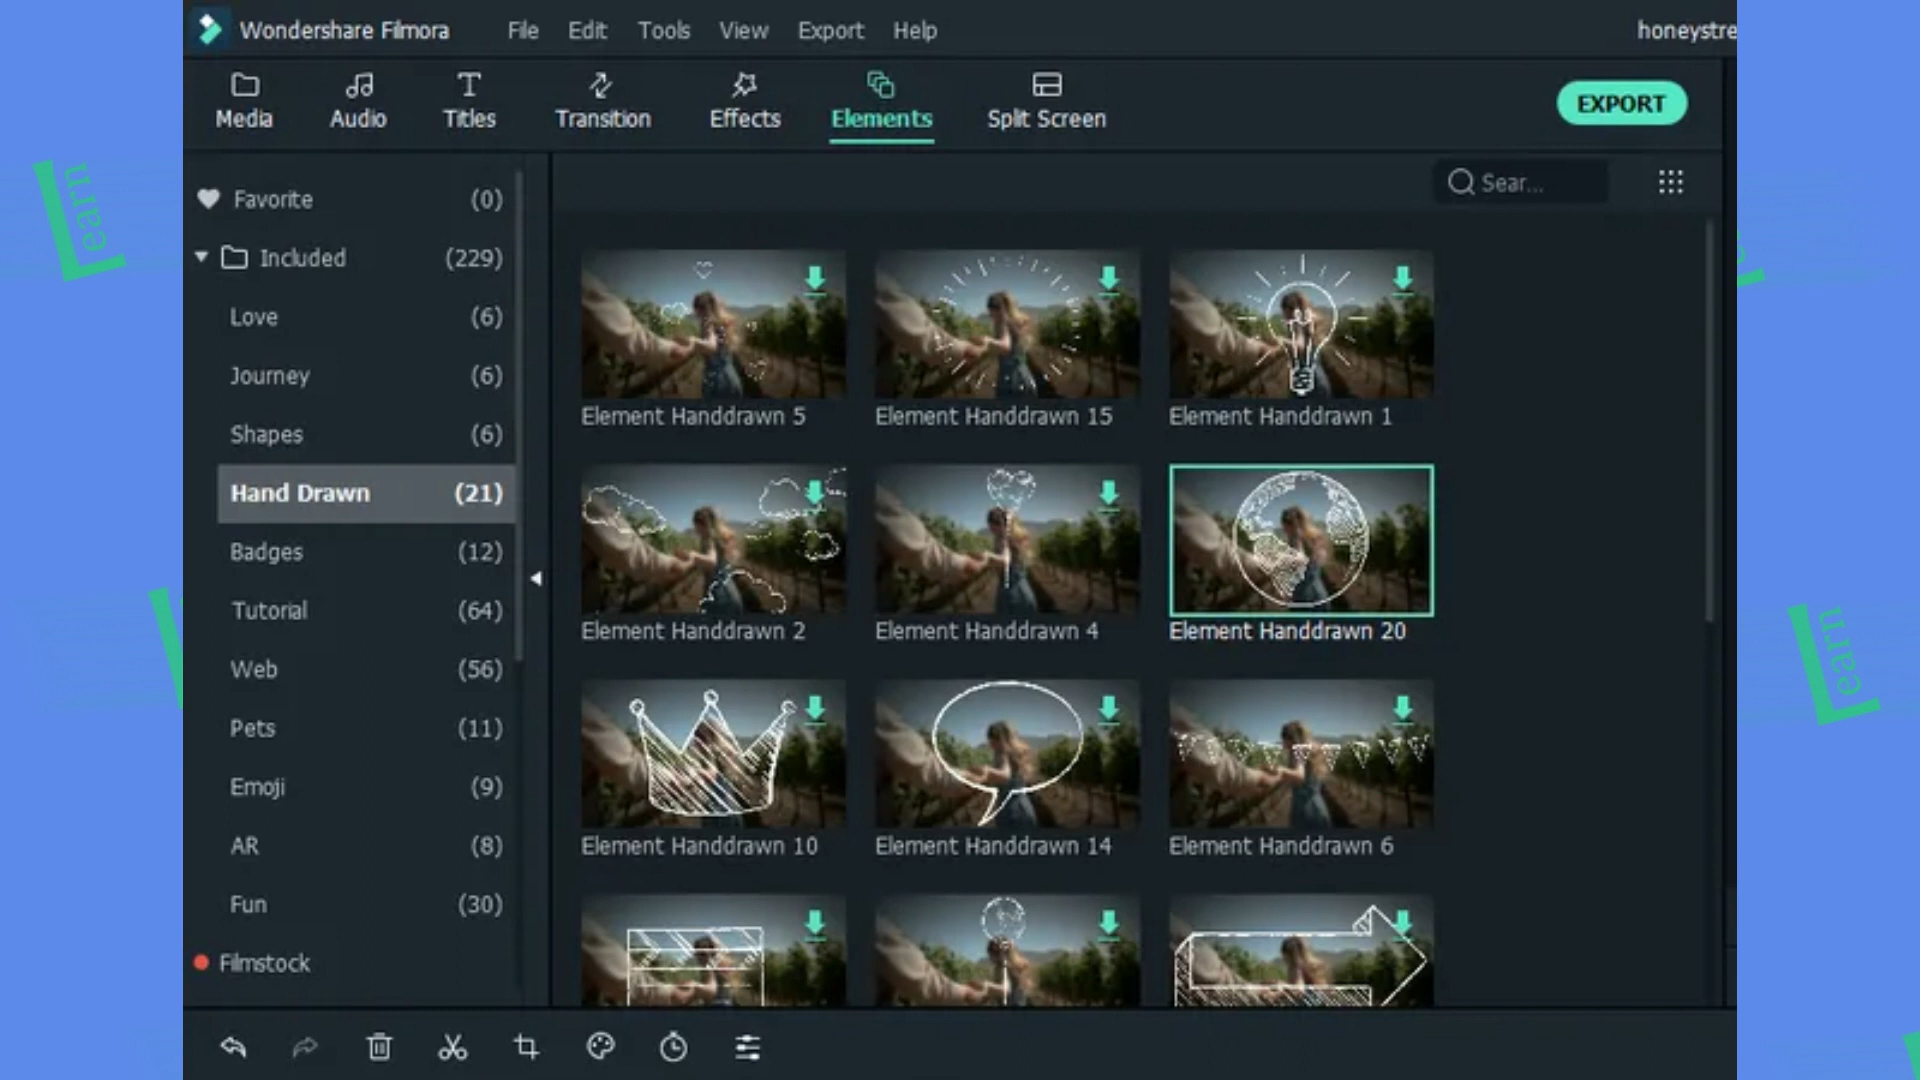 Wondershare Filmora File Edit Tools View Export Help honeystre
Media Audio Titles Transition Effects Elements Split Screen EXPORT
Sear...
Favorite (0)
Included (229)
Love (6)
Journey (6)
Shapes (6)
Hand Drawn (21)
Badges (12)
Tutorial (64)
Web (56)
Pets (11)
Emoji (9)
AR (8)
Fun (30)
Filmstock
Element Handdrawn 5 Element Handdrawn 15 Element Handdrawn 1
Element Handdrawn 2 Element Handdrawn 4 Element Handdrawn 20
Element Handdrawn 10 Element Handdrawn 14 Element Handdrawn 6
Learn
Learn